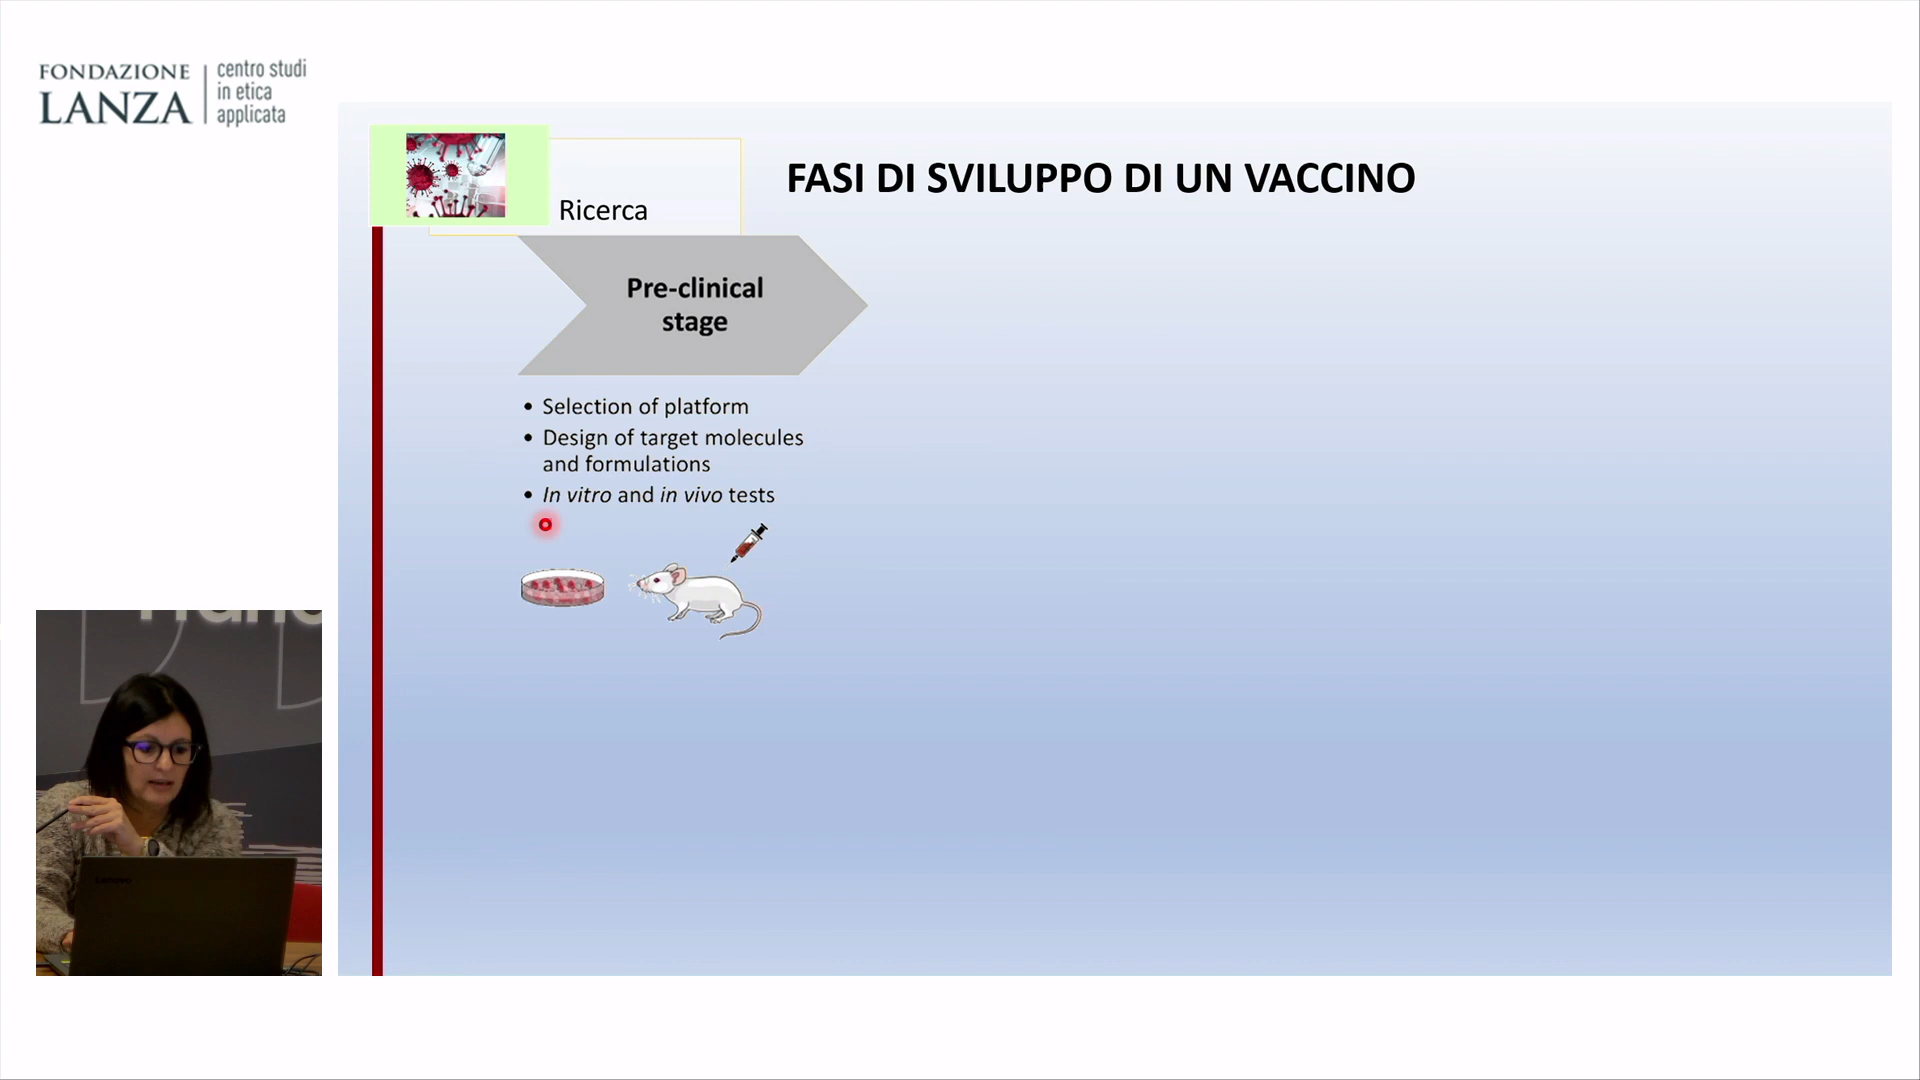 FONDAZIONE
LANZA
centro studi
in etica
applicata
FASI DI SVILUPPO DI UN VACCINO
Ricerca
Pre-clinical
stage
• Selection of platform
• Design of target molecules
and formulations
• In vitro and in vivo tests